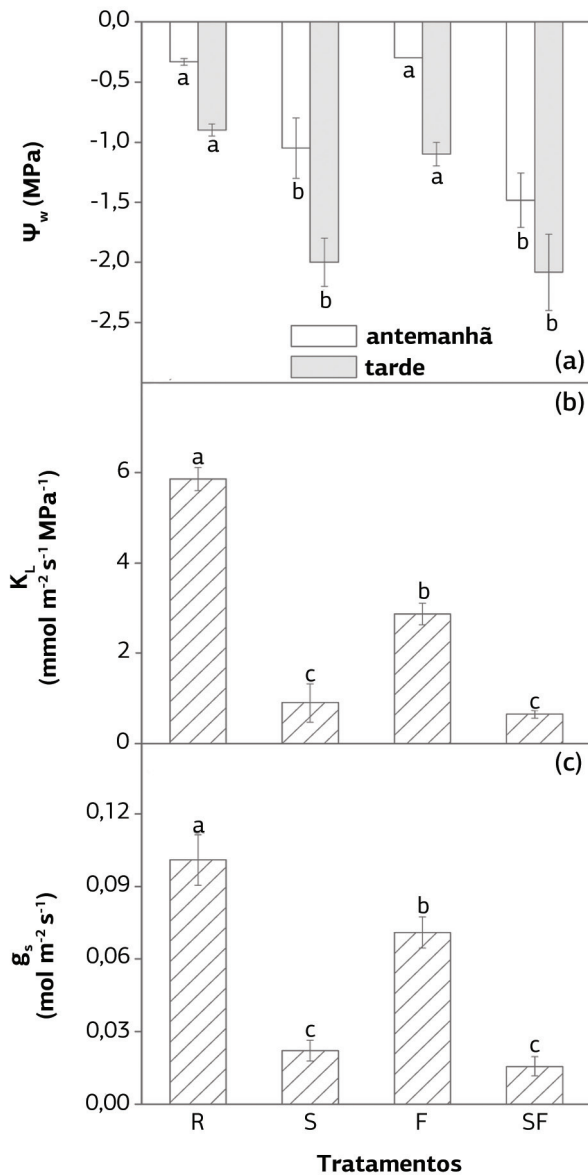 0,0
-0,5
-1,0
-1,5
-2,0
-2,5
Ψw (MPa)
a
a
b
b
a
a
b
b
antemanhã
tarde
(a)
(b)
6
4
2
0
KL
(mmol m-2 s-1 MPa-1)
a
c
b
c
(c)
0,12
0,09
0,06
0,03
0,00
gs
(mol m-2 s-1)
a
c
b
c
R S F SF
Tratamentos